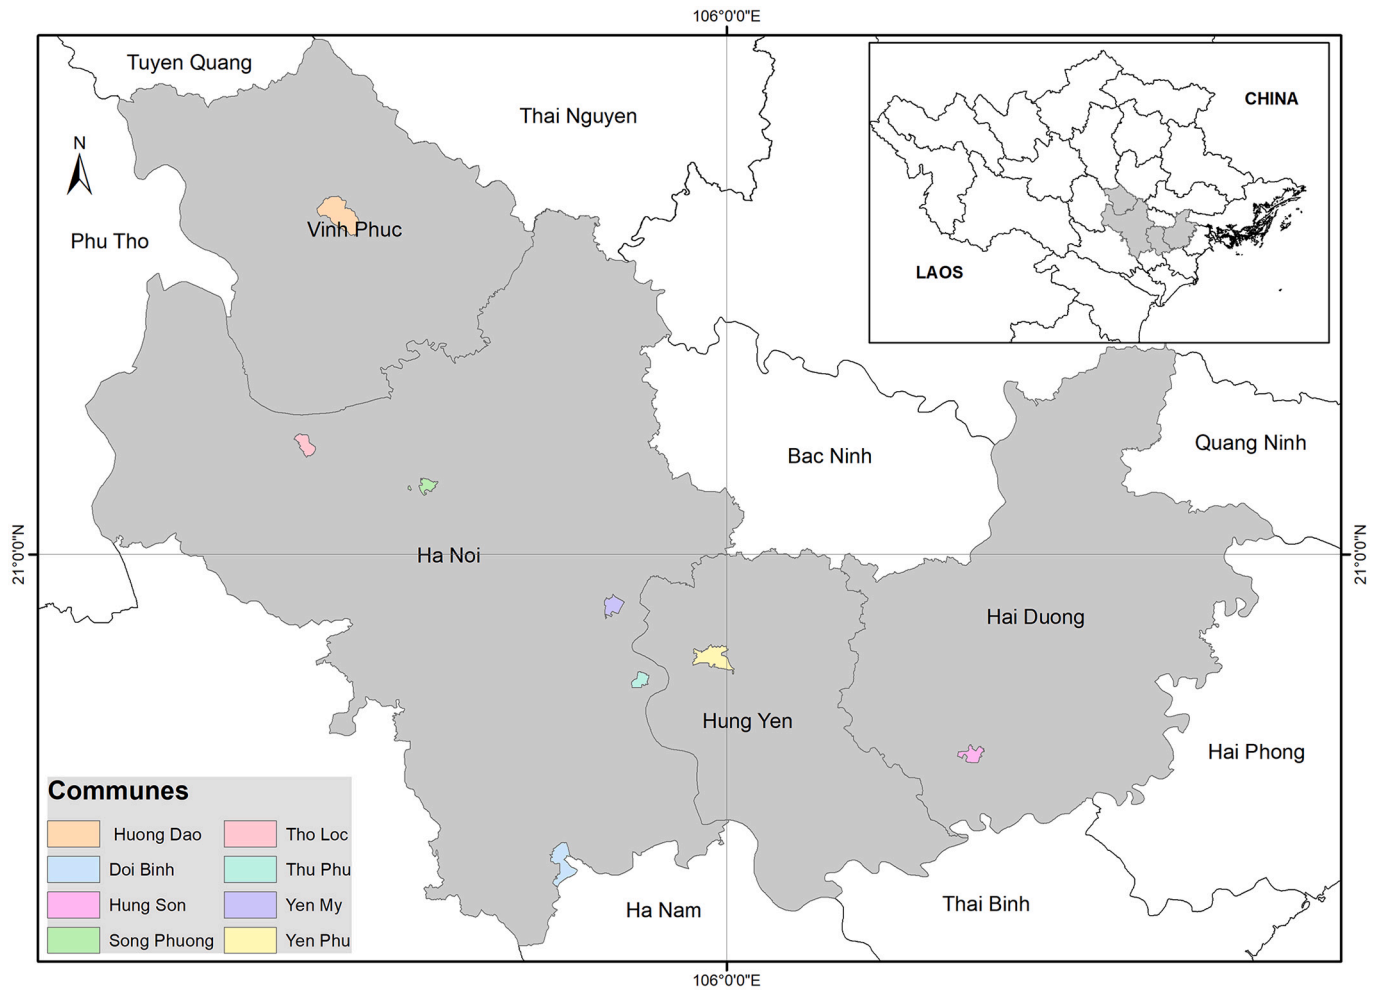 106°0'0"E
Tuyen Quang
Thai Nguyen
CHINA
N
Phu Tho
Vinh Phuc
LAOS
Quang Ninh
Bac Ninh
21°0'0"N
Ha Noi
21°0'0"N
Hai Duong
Hung Yen
Hai Phong
Communes
Huong Dao
Tho Loc
Doi Binh
Thu Phu
Hung Son
Yen My
Song Phuong
Yen Phu
Ha Nam
Thai Binh
106°0'0"E